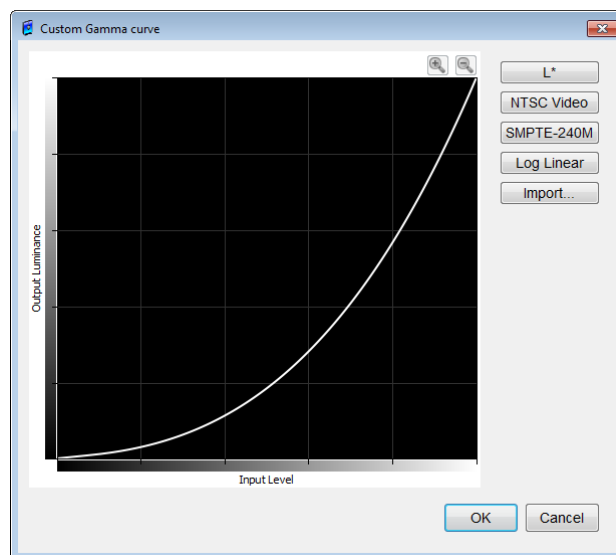 Custom Gamma curve
L*
NTSC Video
SMPTE-240M
Log Linear
Import...
Output Luminance
Input Level
OK
Cancel